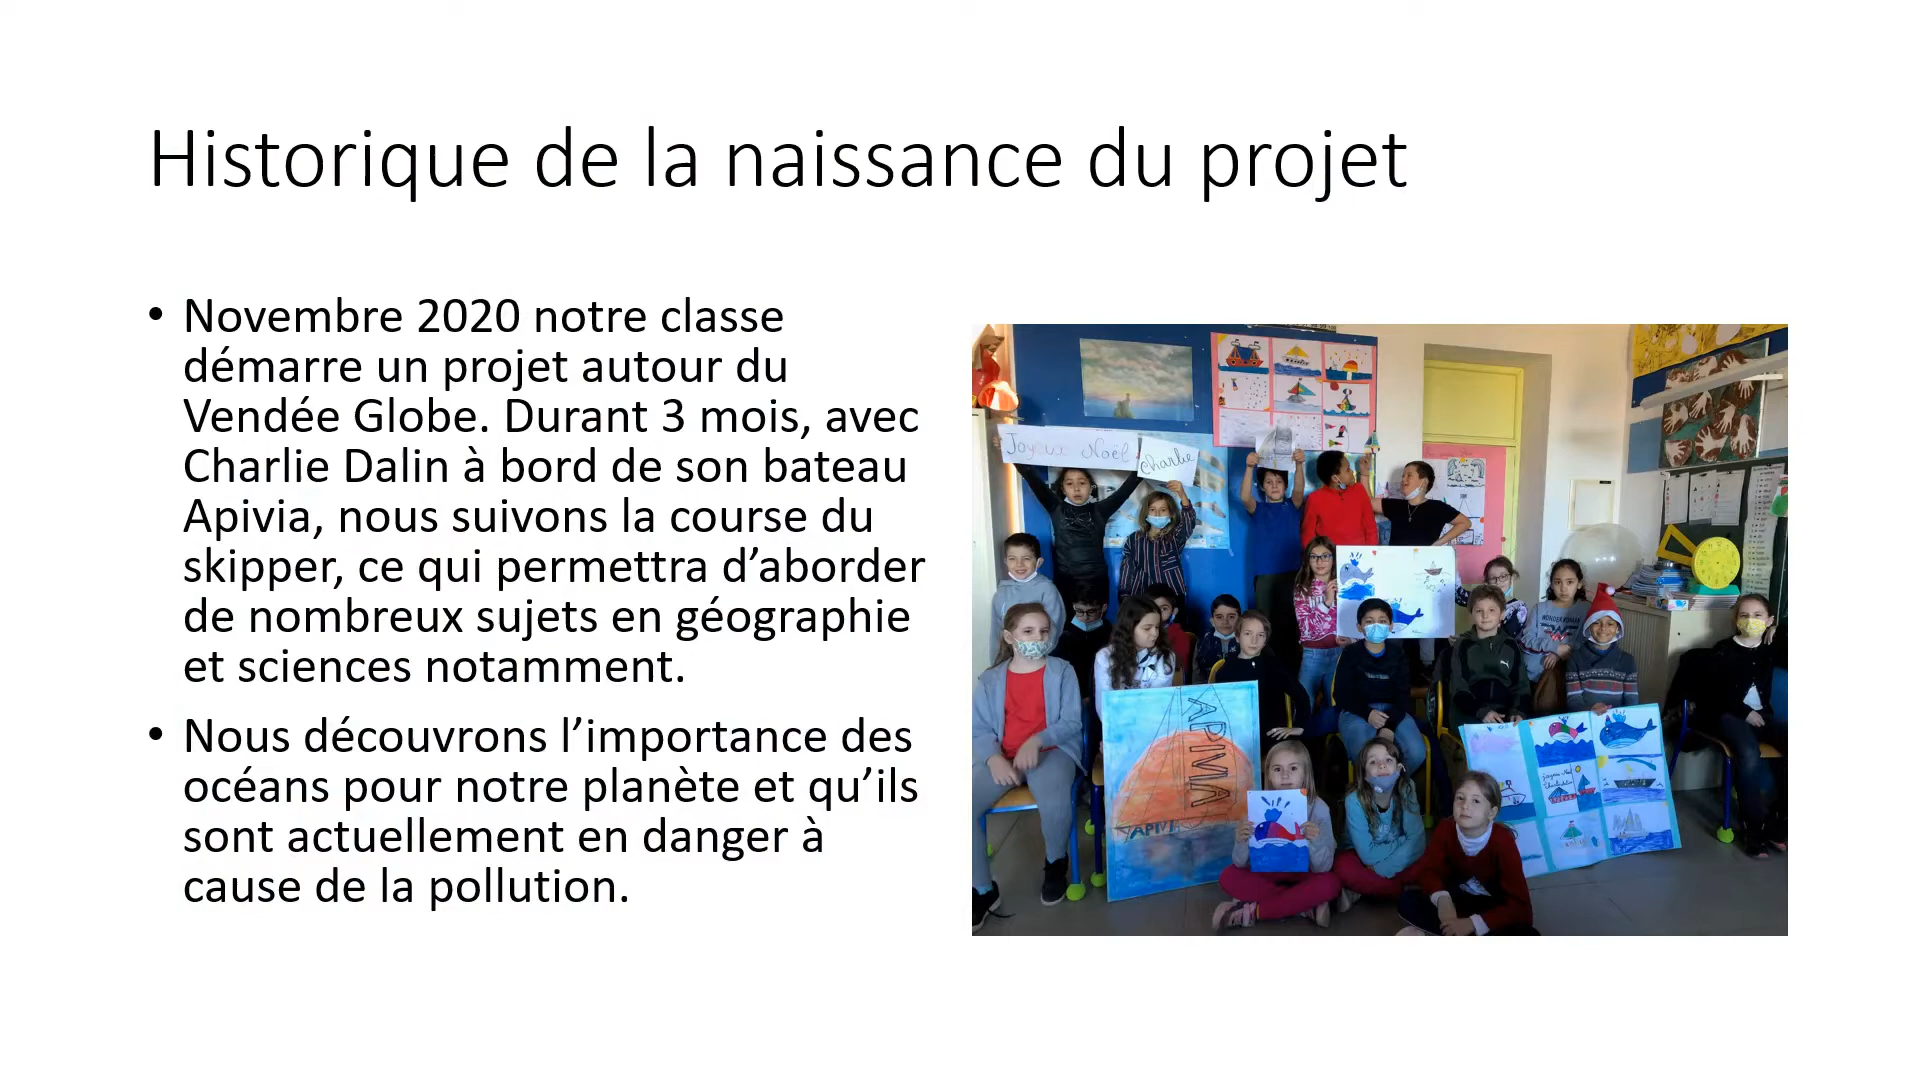 Historique de la naissance du projet
• Novembre 2020 notre classe
démarre un projet autour du
Vendée Globe. Durant 3 mois, avec
Charlie Dalin à bord de son bateau
Apivia, nous suivons la course du
skipper, ce qui permettra d’aborder
de nombreux sujets en géographie
et sciences notamment.
• Nous découvrons l’importance des
océans pour notre planète et qu’ils
sont actuellement en danger à
cause de la pollution.
Joyeux Noël
Charlie
APIVIA
APIVIA